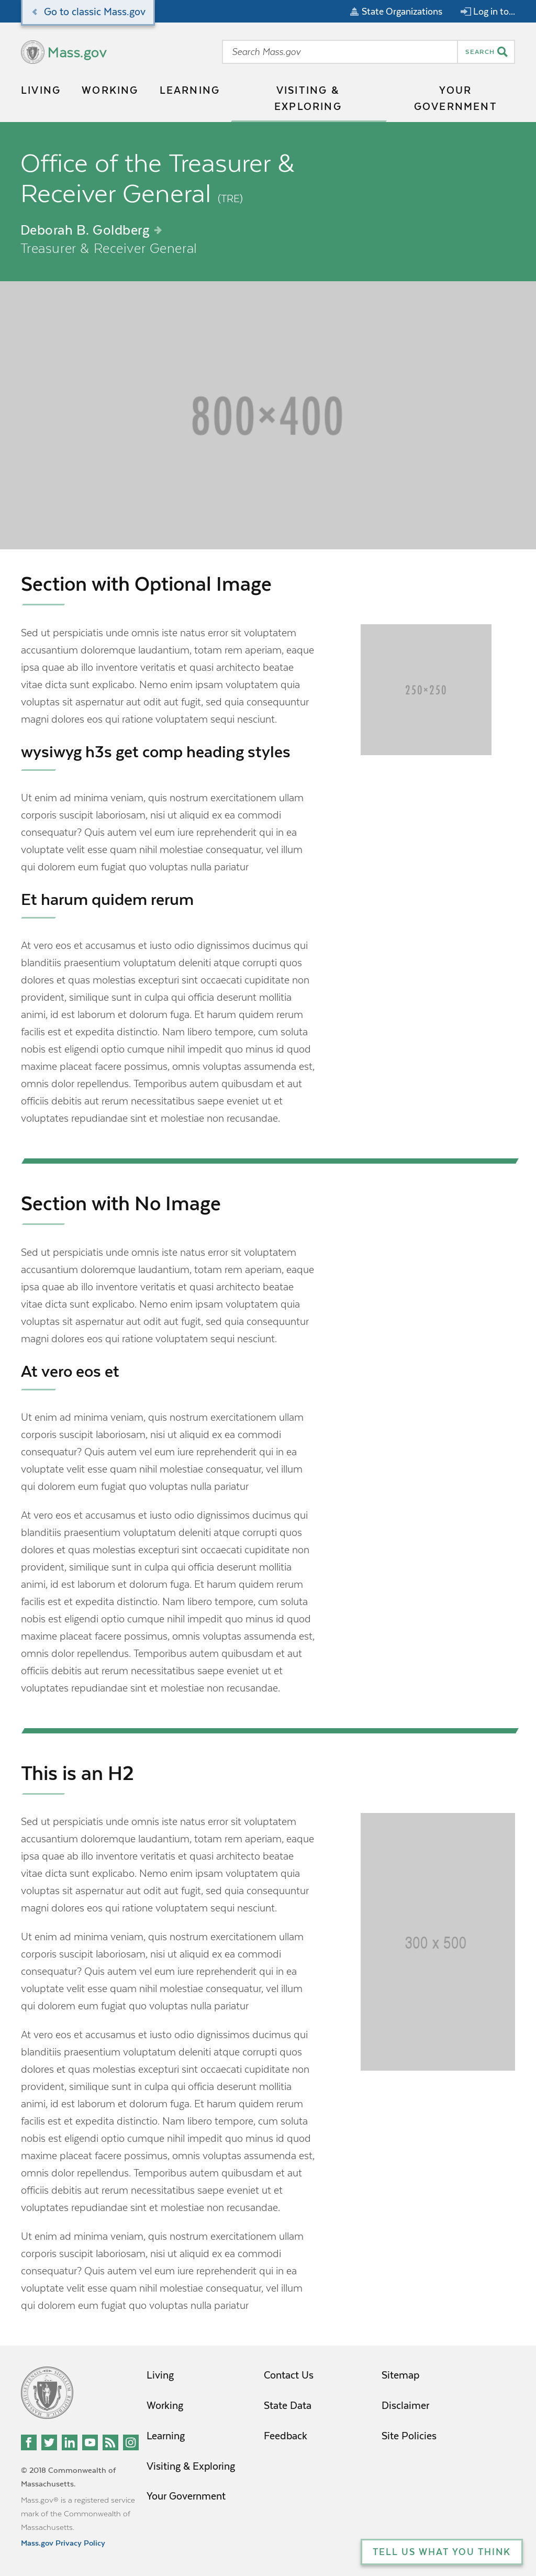 Go to classic Mass.gov
State Organizations
Log in to...
Mass.gov
Search Mass.gov
SEARCH
LIVING
WORKING
LEARNING
VISITING &
EXPLORING
YOUR
GOVERNMENT
Office of the Treasurer &
Receiver General (TRE)
Deborah B. Goldberg
Treasurer & Receiver General
800×400
Section with Optional Image
Sed ut perspiciatis unde omnis iste natus error sit voluptatem
accusantium doloremque laudantium, totam rem aperiam, eaque
ipsa quae ab illo inventore veritatis et quasi architecto beatae
vitae dicta sunt explicabo. Nemo enim ipsam voluptatem quia
voluptas sit aspernatur aut odit aut fugit, sed quia consequuntur
magni dolores eos qui ratione voluptatem sequi nesciunt.
250×250
wysiwyg h3s get comp heading styles
Ut enim ad minima veniam, quis nostrum exercitationem ullam
corporis suscipit laboriosam, nisi ut aliquid ex ea commodi
consequatur? Quis autem vel eum iure reprehenderit qui in ea
voluptate velit esse quam nihil molestiae consequatur, vel illum
qui dolorem eum fugiat quo voluptas nulla pariatur
Et harum quidem rerum
At vero eos et accusamus et iusto odio dignissimos ducimus qui
blanditiis praesentium voluptatum deleniti atque corrupti quos
dolores et quas molestias excepturi sint occaecati cupiditate non
provident, similique sunt in culpa qui officia deserunt mollitia
animi, id est laborum et dolorum fuga. Et harum quidem rerum
facilis est et expedita distinctio. Nam libero tempore, cum soluta
nobis est eligendi optio cumque nihil impedit quo minus id quod
maxime placeat facere possimus, omnis voluptas assumenda est,
omnis dolor repellendus. Temporibus autem quibusdam et aut
officiis debitis aut rerum necessitatibus saepe eveniet ut et
voluptates repudiandae sint et molestiae non recusandae.
Section with No Image
Sed ut perspiciatis unde omnis iste natus error sit voluptatem
accusantium doloremque laudantium, totam rem aperiam, eaque
ipsa quae ab illo inventore veritatis et quasi architecto beatae
vitae dicta sunt explicabo. Nemo enim ipsam voluptatem quia
voluptas sit aspernatur aut odit aut fugit, sed quia consequuntur
magni dolores eos qui ratione voluptatem sequi nesciunt.
At vero eos et
Ut enim ad minima veniam, quis nostrum exercitationem ullam
corporis suscipit laboriosam, nisi ut aliquid ex ea commodi
consequatur? Quis autem vel eum iure reprehenderit qui in ea
voluptate velit esse quam nihil molestiae consequatur, vel illum
qui dolorem eum fugiat quo voluptas nulla pariatur
At vero eos et accusamus et iusto odio dignissimos ducimus qui
blanditiis praesentium voluptatum deleniti atque corrupti quos
dolores et quas molestias excepturi sint occaecati cupiditate non
provident, similique sunt in culpa qui officia deserunt mollitia
animi, id est laborum et dolorum fuga. Et harum quidem rerum
facilis est et expedita distinctio. Nam libero tempore, cum soluta
nobis est eligendi optio cumque nihil impedit quo minus id quod
maxime placeat facere possimus, omnis voluptas assumenda est,
omnis dolor repellendus. Temporibus autem quibusdam et aut
officiis debitis aut rerum necessitatibus saepe eveniet ut et
voluptates repudiandae sint et molestiae non recusandae.
This is an H2
Sed ut perspiciatis unde omnis iste natus error sit voluptatem
accusantium doloremque laudantium, totam rem aperiam, eaque
ipsa quae ab illo inventore veritatis et quasi architecto beatae
vitae dicta sunt explicabo. Nemo enim ipsam voluptatem quia
voluptas sit aspernatur aut odit aut fugit, sed quia consequuntur
magni dolores eos qui ratione voluptatem sequi nesciunt.
300 x 500
Ut enim ad minima veniam, quis nostrum exercitationem ullam
corporis suscipit laboriosam, nisi ut aliquid ex ea commodi
consequatur? Quis autem vel eum iure reprehenderit qui in ea
voluptate velit esse quam nihil molestiae consequatur, vel illum
qui dolorem eum fugiat quo voluptas nulla pariatur
At vero eos et accusamus et iusto odio dignissimos ducimus qui
blanditiis praesentium voluptatum deleniti atque corrupti quos
dolores et quas molestias excepturi sint occaecati cupiditate non
provident, similique sunt in culpa qui officia deserunt mollitia
animi, id est laborum et dolorum fuga. Et harum quidem rerum
facilis est et expedita distinctio. Nam libero tempore, cum soluta
nobis est eligendi optio cumque nihil impedit quo minus id quod
maxime placeat facere possimus, omnis voluptas assumenda est,
omnis dolor repellendus. Temporibus autem quibusdam et aut
officiis debitis aut rerum necessitatibus saepe eveniet ut et
voluptates repudiandae sint et molestiae non recusandae.
Ut enim ad minima veniam, quis nostrum exercitationem ullam
corporis suscipit laboriosam, nisi ut aliquid ex ea commodi
consequatur? Quis autem vel eum iure reprehenderit qui in ea
voluptate velit esse quam nihil molestiae consequatur, vel illum
qui dolorem eum fugiat quo voluptas nulla pariatur
© 2018 Commonwealth of
Massachusetts.
Mass.gov® is a registered service
mark of the Commonwealth of
Massachusetts.
Mass.gov Privacy Policy
Living
Working
Learning
Visiting & Exploring
Your Government
Contact Us
State Data
Feedback
Sitemap
Disclaimer
Site Policies
TELL US WHAT YOU THINK